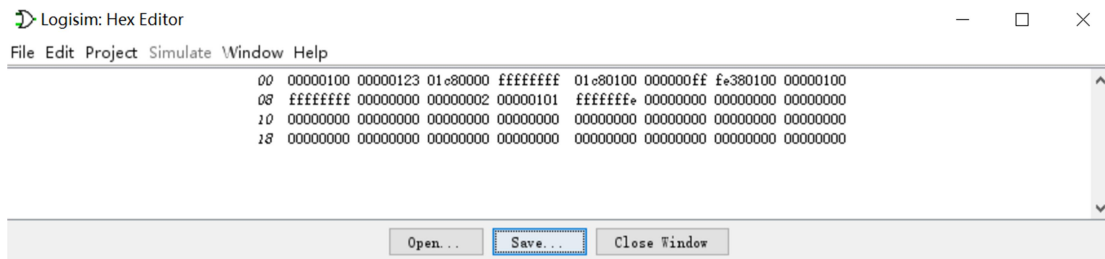 Logisim: Hex Editor
File Edit Project Simulate Window Help
00 00000100 00000123 01c80000 ffffffff 01c80100 000000ff fe380100 00000100
08 ffffffff 00000000 00000002 00000101 fffffffe 00000000 00000000 00000000
10 00000000 00000000 00000000 00000000 00000000 00000000 00000000 00000000
18 00000000 00000000 00000000 00000000 00000000 00000000 00000000 00000000
Open... Save... Close Window